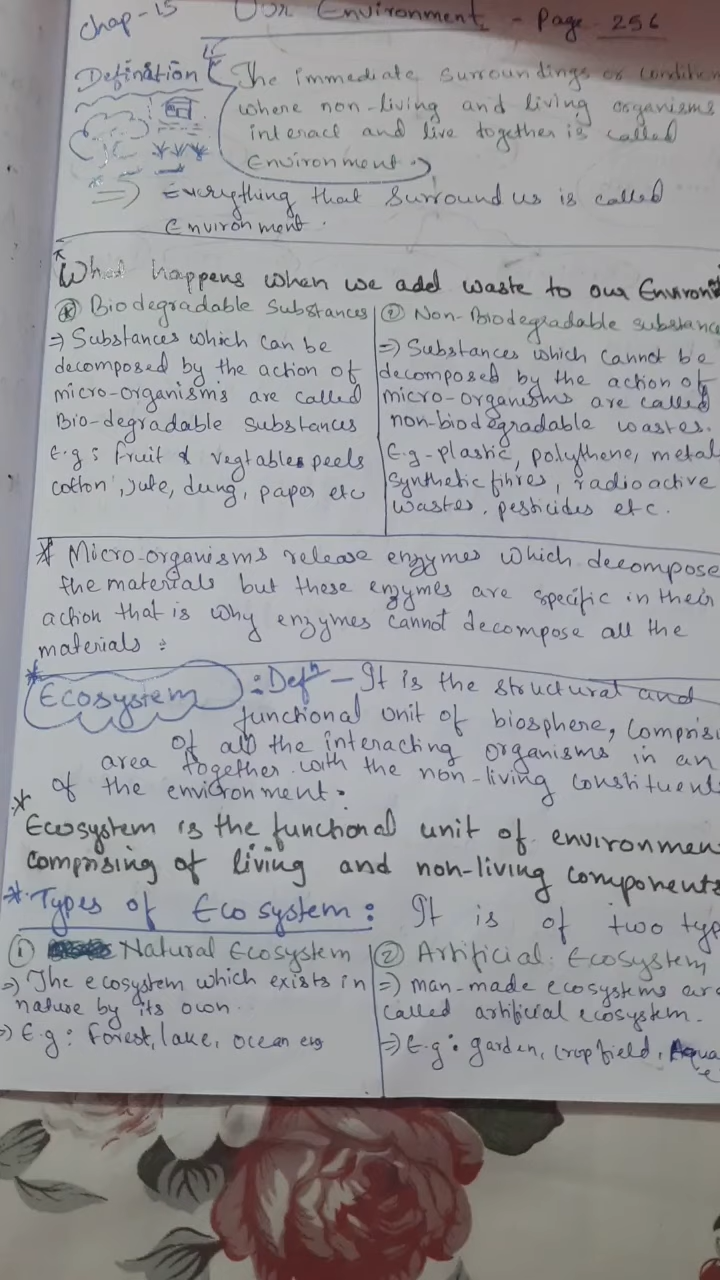 Chap-15 Our Environment - Page 256
Definition
The immediate surroundings or condition
where non-living and living organisms
interact and live together is called
Environment.
=> Everything that surround us is called
Environment.
* What happens when we add waste to our Environ
Biodegradable Substances
=> Substances which can be
decomposed by the action of
micro-organisms are called
Bio-degradable substances
E.g: fruit & vegtables peels
cotton, jute, dung, paper etc
② Non-Biodegradable substanc
=> Substances which cannot be
decomposed by the action of
micro-organisms are called
non-biodegradable wastes.
E.g - plastic, polythene, metal
synthetic fibres, radioactive
wastes, pesticides etc.
* Micro-organisms release enzymes which decompose
the materials but these enzymes are specific in their
action that is why enzymes cannot decompose all the
materials :
* Ecosystem : Defⁿ - It is the structural and
functional unit of biosphere, compris
of all the interacting organisms in an
area together with the non-living constituent
of the environment.
* Ecosystem is the functional unit of environmen
comprising of living and non-living components
* Types of Ecosystem: It is of two typ
① Natural Ecosystem
=> The ecosystem which exists in
nature by its own.
=> E.g: Forest, lake, ocean
② Artificial Ecosystem
=> man-made ecosystems are
called artificial ecosystem.
=> E.g: garden, crop field, Aqua